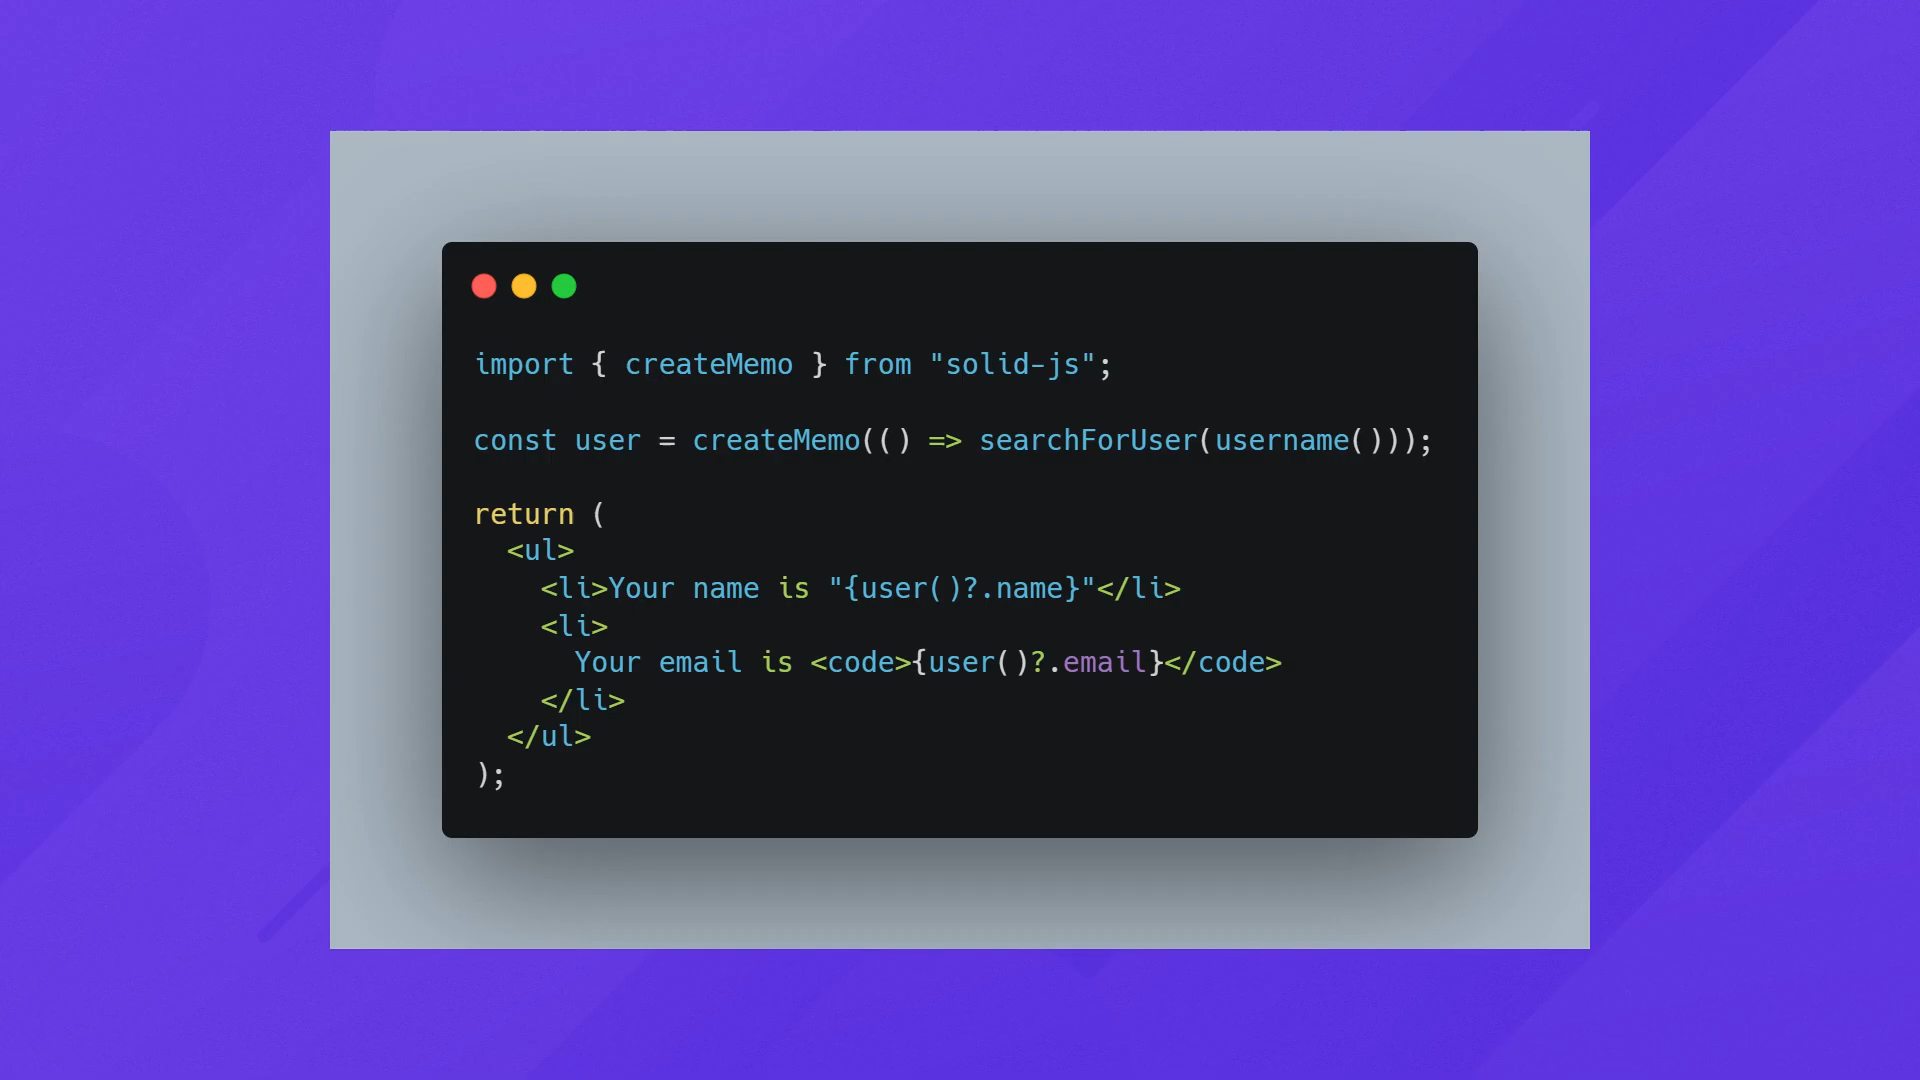 import { createMemo } from "solid-js";
const user = createMemo(() => searchForUser(username()));
return (
<ul>
<li>Your name is "{user()?.name}"</li>
<li>
Your email is <code>{user()?.email}</code>
</li>
</ul>
);